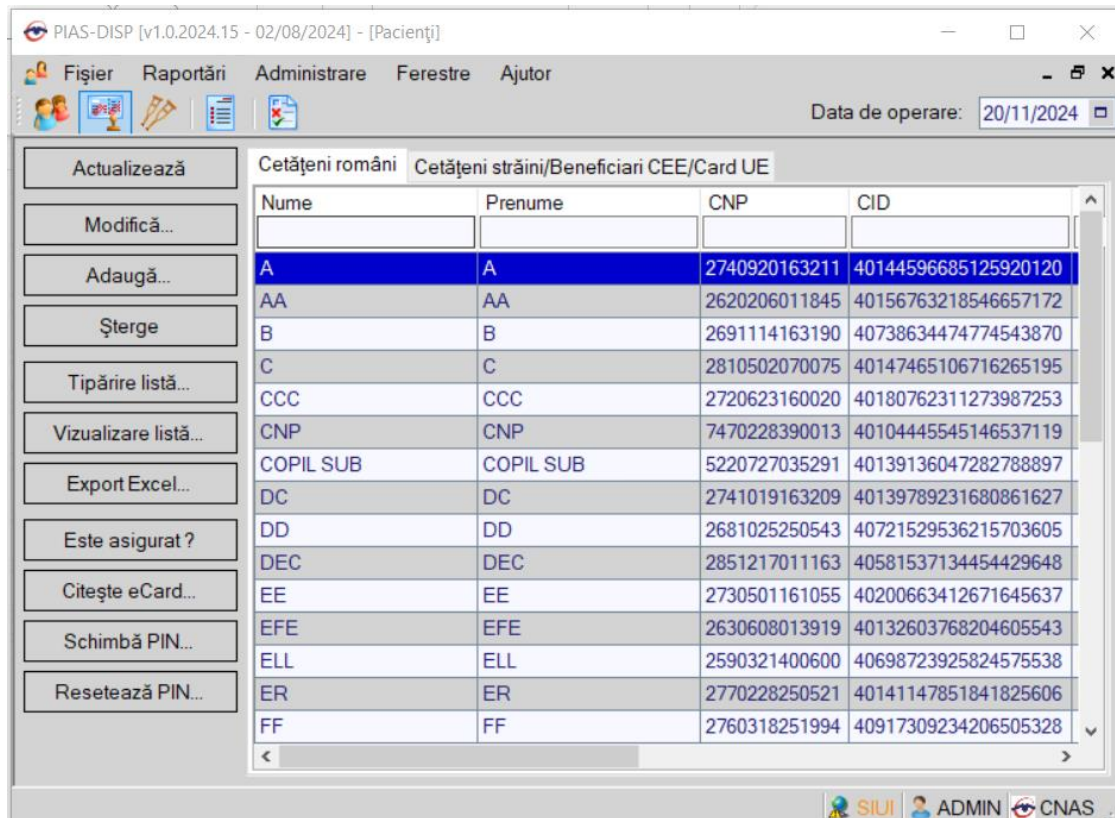 PIAS-DISP [v1.0.2024.15 - 02/08/2024] - [Pacienţi]
Fişier Raportări Administrare Ferestre Ajutor
Data de operare: 20/11/2024
Actualizează
Modifică...
Adaugă...
Şterge
Tipărire listă...
Vizualizare listă...
Export Excel...
Este asigurat ?
Citeşte eCard...
Schimbă PIN...
Resetează PIN...
Cetăţeni români Cetăţeni străini/Beneficiari CEE/Card UE
Nume Prenume CNP CID
A A 2740920163211 40144596685125920120
AA AA 2620206011845 40156763218546657172
B B 2691114163190 40738634474774543870
C C 2810502070075 40147465106716265195
CCC CCC 2720623160020 40180762311273987253
CNP CNP 7470228390013 40104445545146537119
COPIL SUB COPIL SUB 5220727035291 40139136047282788897
DC DC 2741019163209 40139789231680861627
DD DD 2681025250543 40721529536215703605
DEC DEC 2851217011163 40581537134454429648
EE EE 2730501161055 40200663412671645637
EFE EFE 2630608013919 40132603768204605543
ELL ELL 2590321400600 40698723925824575538
ER ER 2770228250521 40141147851841825606
FF FF 2760318251994 40917309234206505328
SIUI ADMIN CNAS